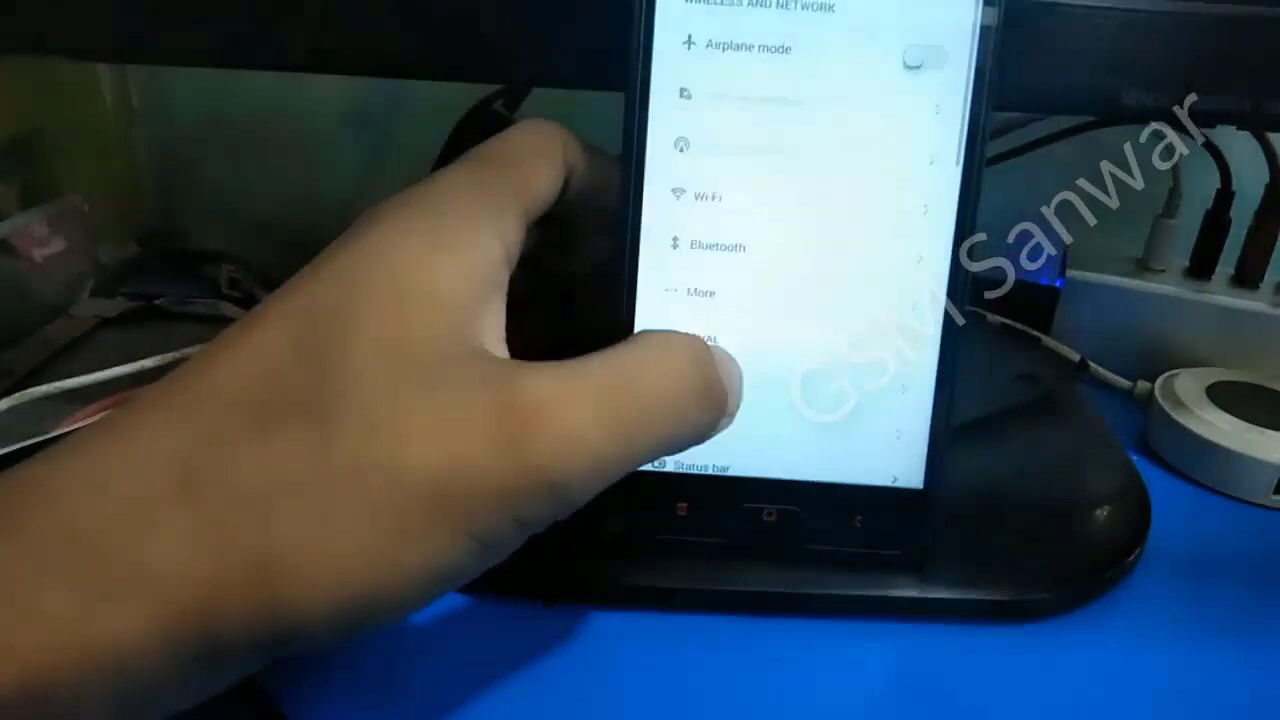 WIRELESS AND NETWORK
Airplane mode
Wi-Fi
Bluetooth
More
Status bar
GSM Sanwar